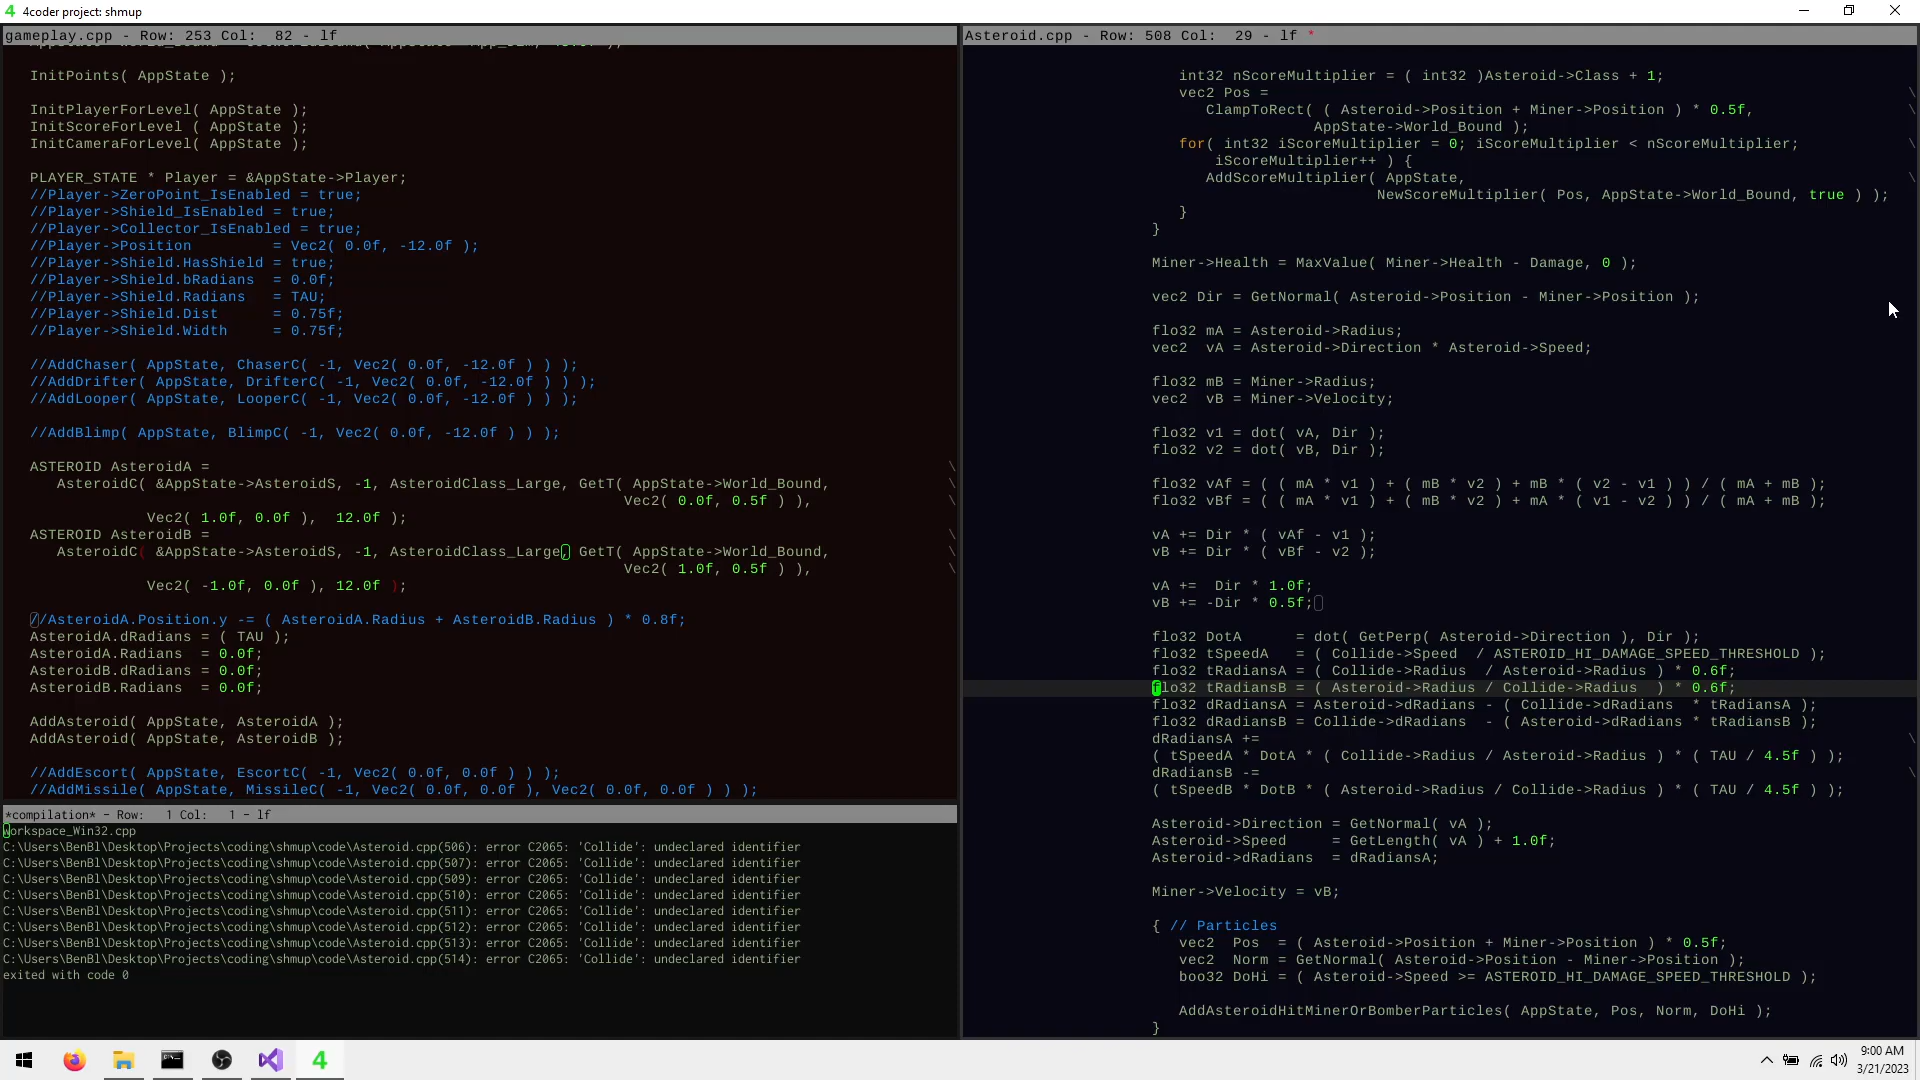 4 4coder project: shmup
gameplay.cpp - Row: 253 Col:  82 - lf
InitPoints( AppState );
InitPlayerForLevel( AppState );
InitScoreForLevel ( AppState );
InitCameraForLevel( AppState );
PLAYER_STATE * Player = &AppState->Player;
//Player->ZeroPoint_IsEnabled = true;
//Player->Shield_IsEnabled = true;
//Player->Collector_IsEnabled = true;
//Player->Position         = Vec2( 0.0f, -12.0f );
//Player->Shield.HasShield = true;
//Player->Shield.bRadians  = 0.0f;
//Player->Shield.Radians   = TAU;
//Player->Shield.Dist      = 0.75f;
//Player->Shield.Width     = 0.75f;
//AddChaser( AppState, ChaserC( -1, Vec2( 0.0f, -12.0f ) ) );
//AddDrifter( AppState, DrifterC( -1, Vec2( 0.0f, -12.0f ) ) );
//AddLooper( AppState, LooperC( -1, Vec2( 0.0f, -12.0f ) ) );
//AddBlimp( AppState, BlimpC( -1, Vec2( 0.0f, -12.0f ) ) );
ASTEROID AsteroidA = \
AsteroidC( &AppState->AsteroidS, -1, AsteroidClass_Large, GetT( AppState->World_Bound, \
Vec2( 0.0f, 0.5f ) ), \
Vec2( 1.0f, 0.0f ),  12.0f );
ASTEROID AsteroidB = \
AsteroidC( &AppState->AsteroidS, -1, AsteroidClass_Large, GetT( AppState->World_Bound, \
Vec2( 1.0f, 0.5f ) ), \
Vec2( -1.0f, 0.0f ), 12.0f );
//AsteroidA.Position.y -= ( AsteroidA.Radius + AsteroidB.Radius ) * 0.8f;
AsteroidA.dRadians = ( TAU );
AsteroidA.Radians  = 0.0f;
AsteroidB.dRadians = 0.0f;
AsteroidB.Radians  = 0.0f;
AddAsteroid( AppState, AsteroidA );
AddAsteroid( AppState, AsteroidB );
//AddEscort( AppState, EscortC( -1, Vec2( 0.0f, 0.0f ) ) );
//AddMissile( AppState, MissileC( -1, Vec2( 0.0f, 0.0f ), Vec2( 0.0f, 0.0f ) ) );
*compilation* - Row:   1 Col:   1 - lf
workspace_Win32.cpp
C:\Users\BenBl\Desktop\Projects\coding\shmup\code\Asteroid.cpp(506): error C2065: 'Collide': undeclared identifier
C:\Users\BenBl\Desktop\Projects\coding\shmup\code\Asteroid.cpp(507): error C2065: 'Collide': undeclared identifier
C:\Users\BenBl\Desktop\Projects\coding\shmup\code\Asteroid.cpp(509): error C2065: 'Collide': undeclared identifier
C:\Users\BenBl\Desktop\Projects\coding\shmup\code\Asteroid.cpp(510): error C2065: 'Collide': undeclared identifier
C:\Users\BenBl\Desktop\Projects\coding\shmup\code\Asteroid.cpp(511): error C2065: 'Collide': undeclared identifier
C:\Users\BenBl\Desktop\Projects\coding\shmup\code\Asteroid.cpp(512): error C2065: 'Collide': undeclared identifier
C:\Users\BenBl\Desktop\Projects\coding\shmup\code\Asteroid.cpp(513): error C2065: 'Collide': undeclared identifier
C:\Users\BenBl\Desktop\Projects\coding\shmup\code\Asteroid.cpp(514): error C2065: 'Collide': undeclared identifier
exited with code 0
Asteroid.cpp - Row: 508 Col:  29 - lf *
int32 nScoreMultiplier = ( int32 )Asteroid->Class + 1;
vec2 Pos = \
ClampToRect( ( Asteroid->Position + Miner->Position ) * 0.5f, \
AppState->World_Bound );
for( int32 iScoreMultiplier = 0; iScoreMultiplier < nScoreMultiplier; \
iScoreMultiplier++ ) {
AddScoreMultiplier( AppState, \
NewScoreMultiplier( Pos, AppState->World_Bound, true ) );
}
}
Miner->Health = MaxValue( Miner->Health - Damage, 0 );
vec2 Dir = GetNormal( Asteroid->Position - Miner->Position );
flo32 mA = Asteroid->Radius;
vec2  vA = Asteroid->Direction * Asteroid->Speed;
flo32 mB = Miner->Radius;
vec2  vB = Miner->Velocity;
flo32 v1 = dot( vA, Dir );
flo32 v2 = dot( vB, Dir );
flo32 vAf = ( ( mA * v1 ) + ( mB * v2 ) + mB * ( v2 - v1 ) ) / ( mA + mB );
flo32 vBf = ( ( mA * v1 ) + ( mB * v2 ) + mA * ( v1 - v2 ) ) / ( mA + mB );
vA += Dir * ( vAf - v1 );
vB += Dir * ( vBf - v2 );
vA +=  Dir * 1.0f;
vB += -Dir * 0.5f;
flo32 DotA      = dot( GetPerp( Asteroid->Direction ), Dir );
flo32 tSpeedA   = ( Collide->Speed  / ASTEROID_HI_DAMAGE_SPEED_THRESHOLD );
flo32 tRadiansA = ( Collide->Radius  / Asteroid->Radius ) * 0.6f;
flo32 tRadiansB = ( Asteroid->Radius / Collide->Radius  ) * 0.6f;
flo32 dRadiansA = Asteroid->dRadians - ( Collide->dRadians  * tRadiansA );
flo32 dRadiansB = Collide->dRadians  - ( Asteroid->dRadians * tRadiansB );
dRadiansA += \
( tSpeedA * DotA * ( Collide->Radius / Asteroid->Radius ) * ( TAU / 4.5f ) );
dRadiansB -= \
( tSpeedB * DotB * ( Asteroid->Radius / Collide->Radius ) * ( TAU / 4.5f ) );
Asteroid->Direction = GetNormal( vA );
Asteroid->Speed     = GetLength( vA ) + 1.0f;
Asteroid->dRadians  = dRadiansA;
Miner->Velocity = vB;
{ // Particles
vec2  Pos  = ( Asteroid->Position + Miner->Position ) * 0.5f;
vec2  Norm = GetNormal( Asteroid->Position - Miner->Position );
boo32 DoHi = ( Asteroid->Speed >= ASTEROID_HI_DAMAGE_SPEED_THRESHOLD );
AddAsteroidHitMinerOrBomberParticles( AppState, Pos, Norm, DoHi );
}
4
9:00 AM
3/21/2023